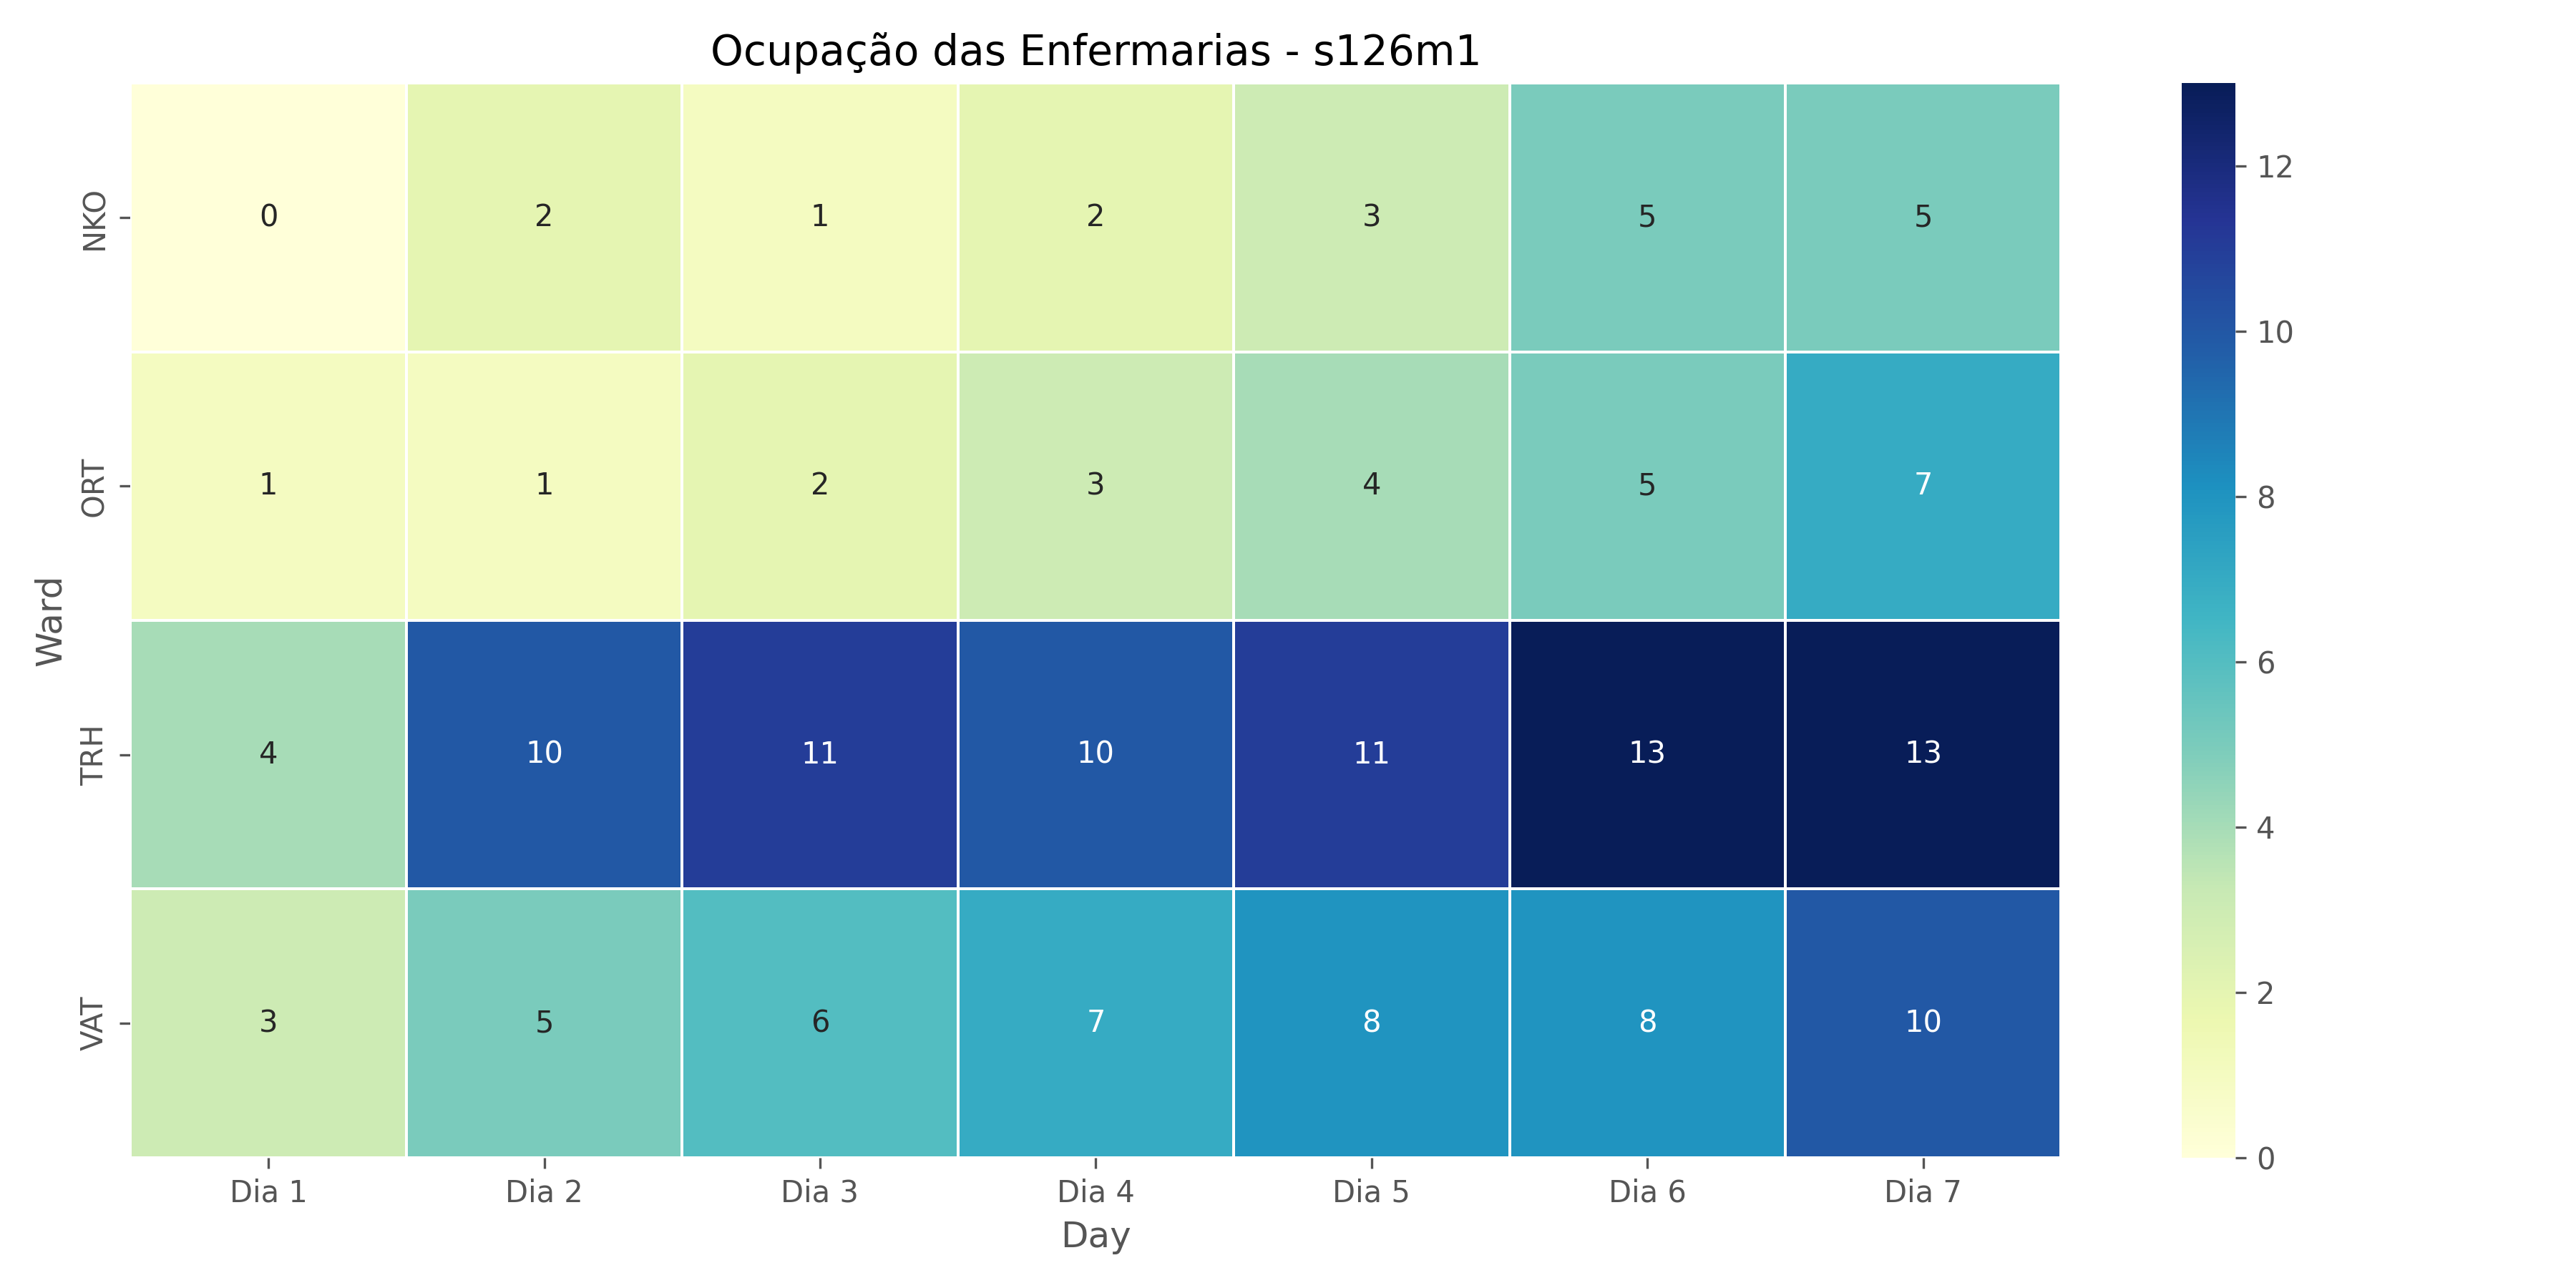 Ocupação das Enfermarias - s126m1
Ward
NKO
0 2 1 2 3 5 5
ORT
1 1 2 3 4 5 7
TRH
4 10 11 10 11 13 13
VAT
3 5 6 7 8 8 10
Dia 1 Dia 2 Dia 3 Dia 4 Dia 5 Dia 6 Dia 7
Day
12
10
8
6
4
2
0